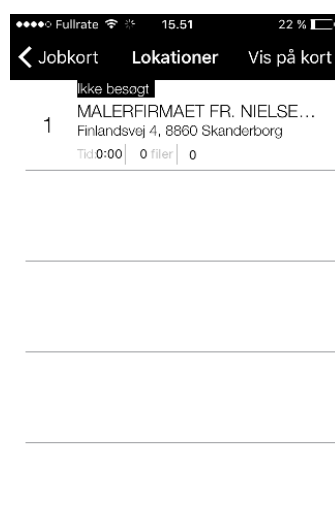 Fullrate 15.51 22 %
Jobkort Lokationer Vis på kort
Ikke besøgt
MALERFIRMAET FR. NIELSE...
1
Finlandsvej 4, 8860 Skanderborg
Tid:0:00 0 filer 0